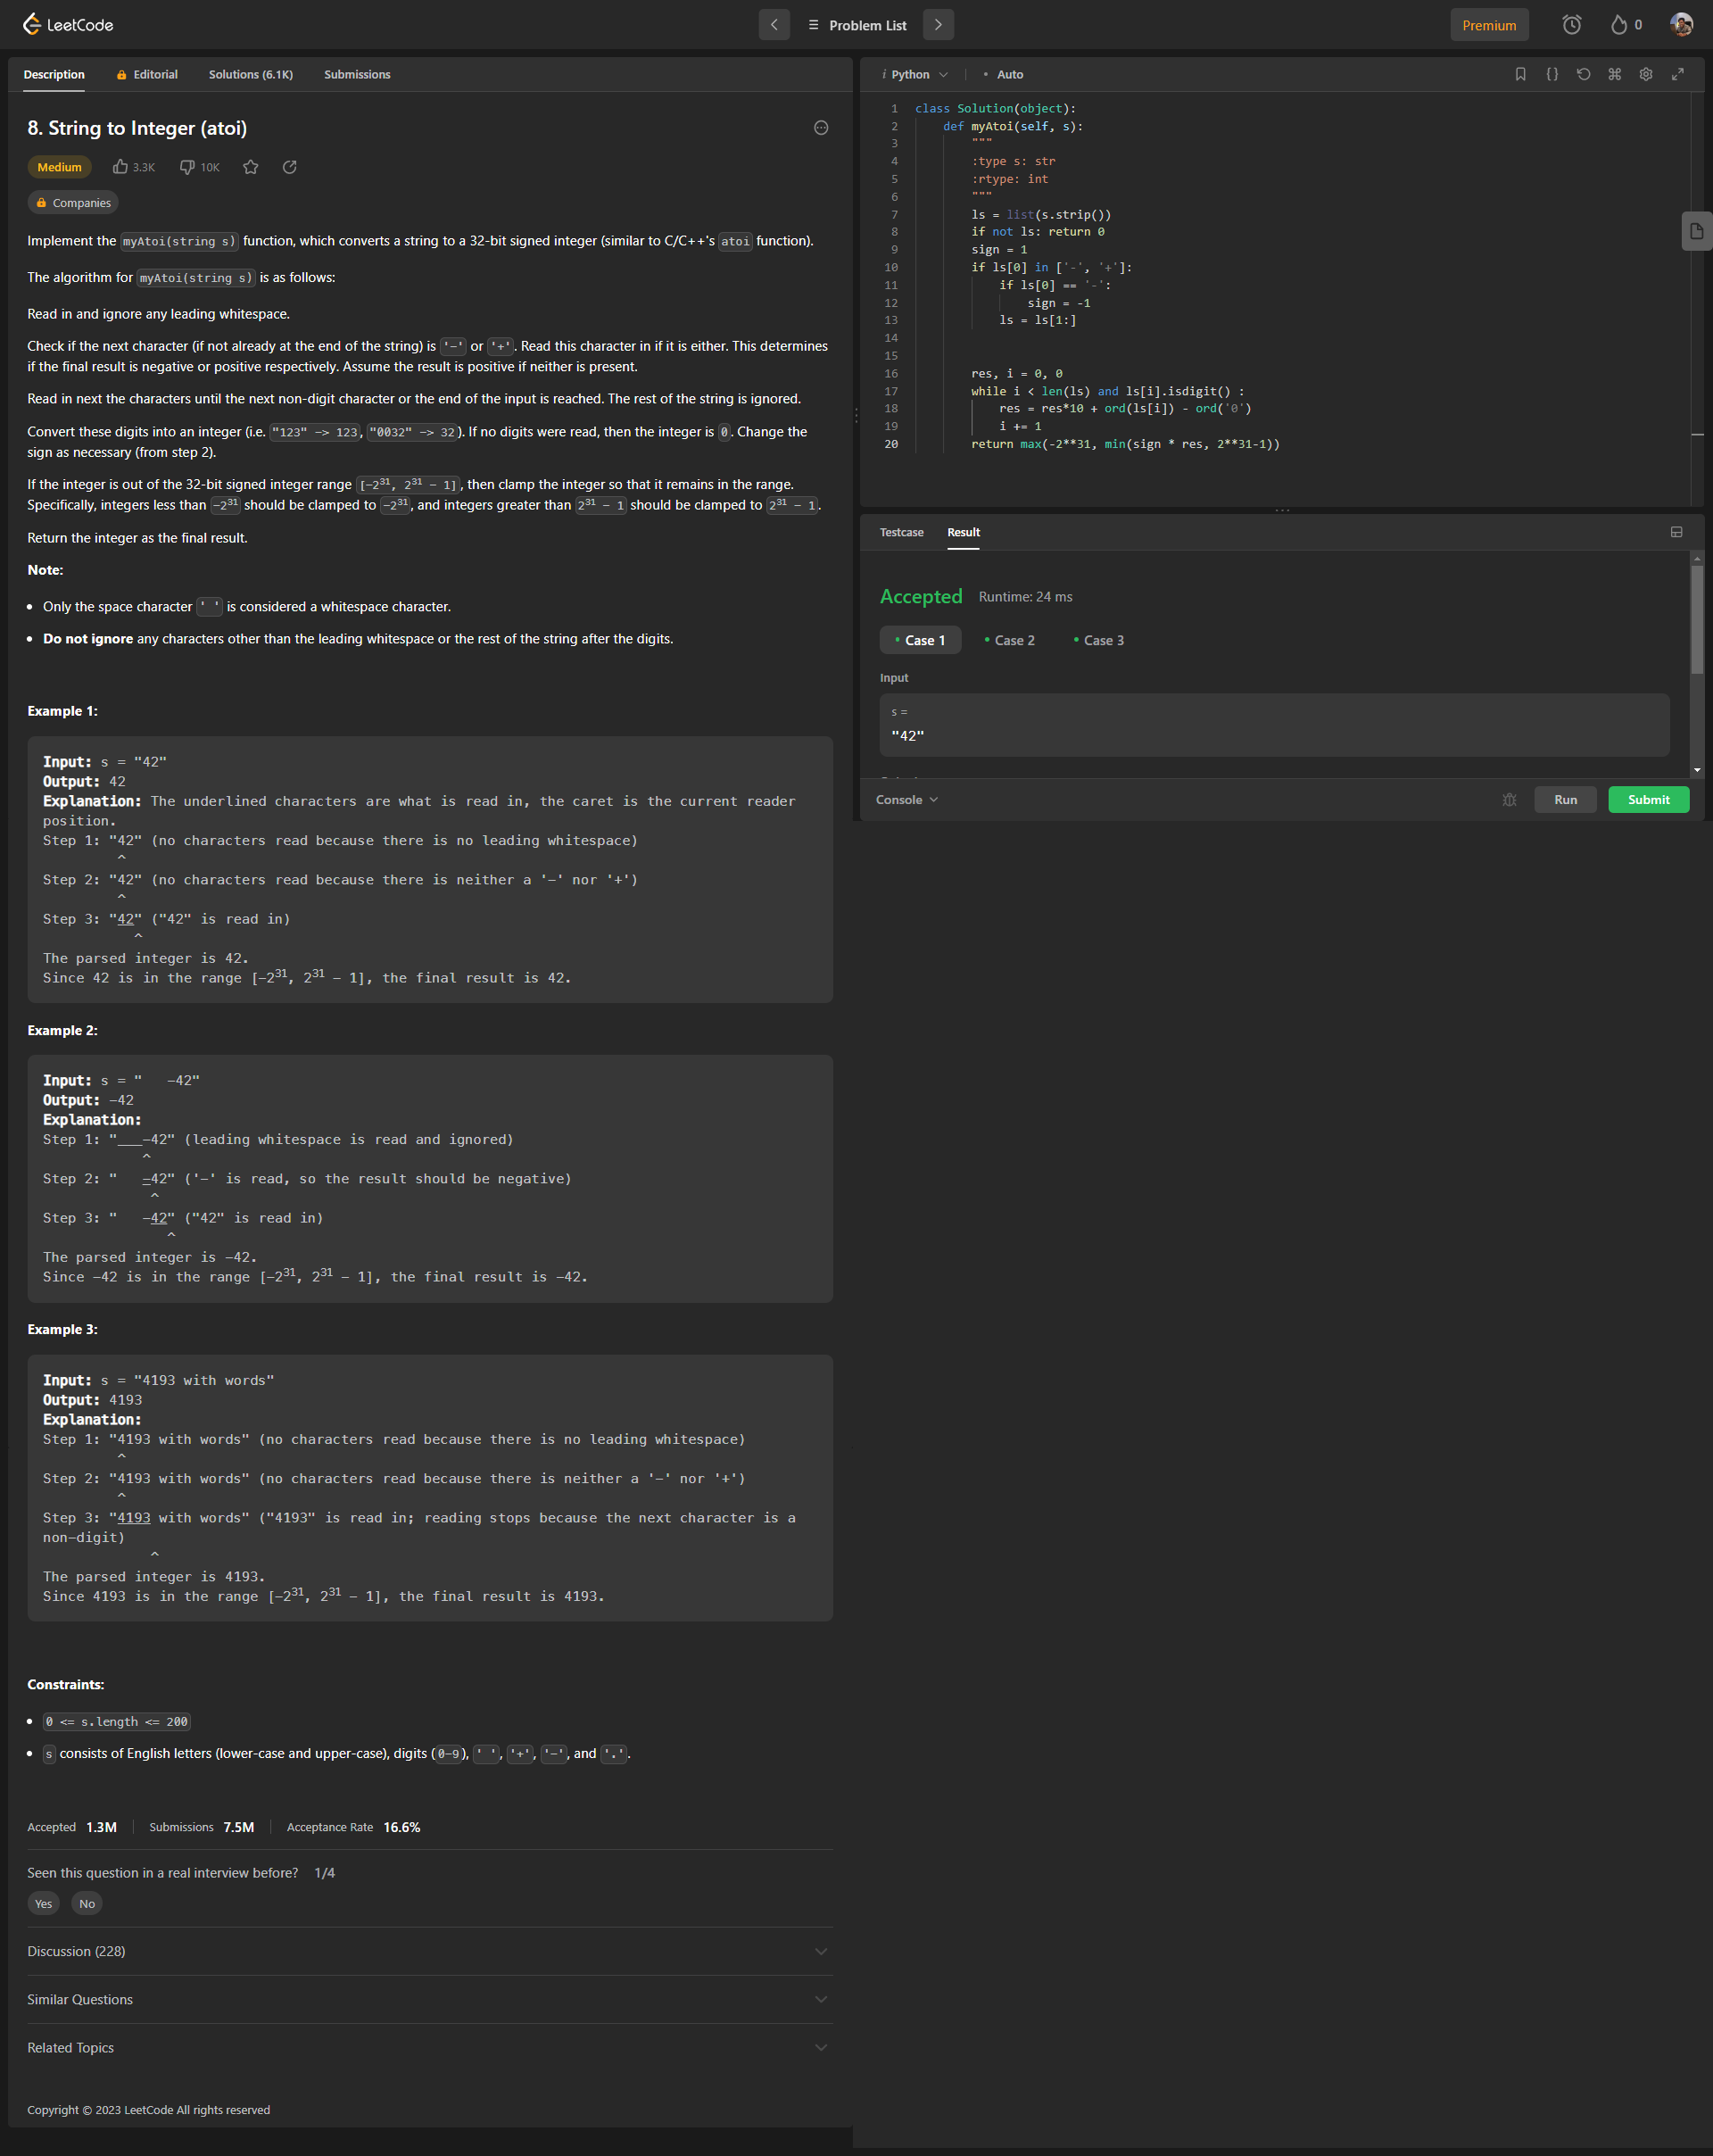 LeetCode
Problem List
Premium
0
Description
Editorial
Solutions (6.1K)
Submissions
8. String to Integer (atoi)
Medium
3.3K
10K
Companies
Implement the myAtoi(string s) function, which converts a string to a 32-bit signed integer (similar to C/C++'s atoi function).
The algorithm for myAtoi(string s) is as follows:
Read in and ignore any leading whitespace.
Check if the next character (if not already at the end of the string) is '-' or '+'. Read this character in if it is either. This determines
if the final result is negative or positive respectively. Assume the result is positive if neither is present.
Read in next the characters until the next non-digit character or the end of the input is reached. The rest of the string is ignored.
Convert these digits into an integer (i.e. "123" -> 123, "0032" -> 32). If no digits were read, then the integer is 0. Change the
sign as necessary (from step 2).
If the integer is out of the 32-bit signed integer range [-2³¹, 2³¹ - 1], then clamp the integer so that it remains in the range.
Specifically, integers less than -2³¹ should be clamped to -2³¹, and integers greater than 2³¹ - 1 should be clamped to 2³¹ - 1.
Return the integer as the final result.
Note:
• Only the space character ' ' is considered a whitespace character.
• Do not ignore any characters other than the leading whitespace or the rest of the string after the digits.
Example 1:
Input: s = "42"
Output: 42
Explanation: The underlined characters are what is read in, the caret is the current reader
position.
Step 1: "42" (no characters read because there is no leading whitespace)
^
Step 2: "42" (no characters read because there is neither a '-' nor '+')
^
Step 3: "42" ("42" is read in)
^
The parsed integer is 42.
Since 42 is in the range [-2³¹, 2³¹ - 1], the final result is 42.
Example 2:
Input: s = "   -42"
Output: -42
Explanation:
Step 1: "___-42" (leading whitespace is read and ignored)
^
Step 2: "   -42" ('-' is read, so the result should be negative)
^
Step 3: "   -42" ("42" is read in)
^
The parsed integer is -42.
Since -42 is in the range [-2³¹, 2³¹ - 1], the final result is -42.
Example 3:
Input: s = "4193 with words"
Output: 4193
Explanation:
Step 1: "4193 with words" (no characters read because there is no leading whitespace)
^
Step 2: "4193 with words" (no characters read because there is neither a '-' nor '+')
^
Step 3: "4193 with words" ("4193" is read in; reading stops because the next character is a
non-digit)
^
The parsed integer is 4193.
Since 4193 is in the range [-2³¹, 2³¹ - 1], the final result is 4193.
Constraints:
• 0 <= s.length <= 200
• s consists of English letters (lower-case and upper-case), digits (0-9), ' ', '+', '-', and '.'.
Accepted 1.3M
Submissions 7.5M
Acceptance Rate 16.6%
Seen this question in a real interview before? 1/4
Yes
No
Discussion (228)
Similar Questions
Related Topics
Copyright © 2023 LeetCode All rights reserved
i Python
• Auto
1 class Solution(object):
2     def myAtoi(self, s):
3         """
4         :type s: str
5         :rtype: int
6         """
7         ls = list(s.strip())
8         if not ls: return 0
9         sign = 1
10         if ls[0] in ['-', '+']:
11             if ls[0] == '-':
12                 sign = -1
13             ls = ls[1:]
14
15
16         res, i = 0, 0
17         while i < len(ls) and ls[i].isdigit() :
18             res = res*10 + ord(ls[i]) - ord('0')
19             i += 1
20         return max(-2**31, min(sign * res, 2**31-1))
Testcase
Result
Accepted
Runtime: 24 ms
• Case 1
• Case 2
• Case 3
Input
s =
"42"
Console
Run
Submit